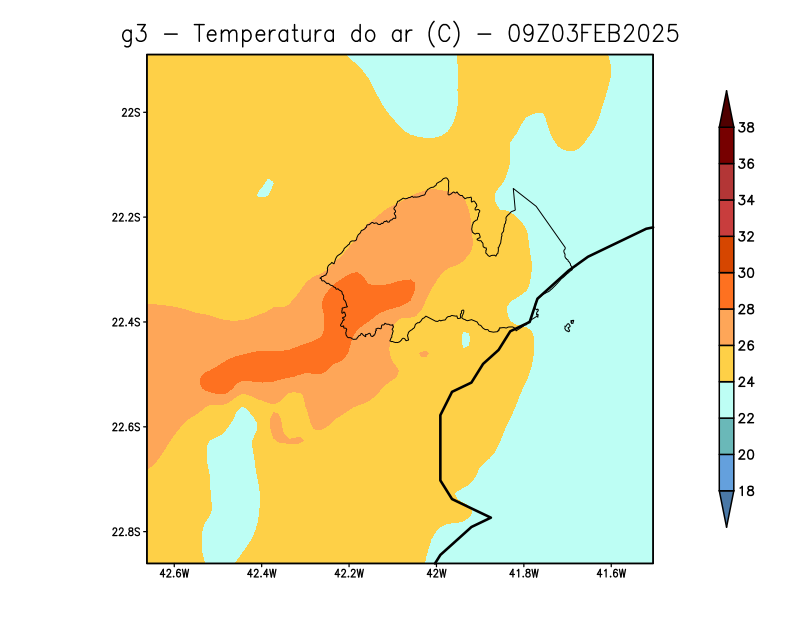 g3 - Temperatura do ar (C) - 09Z03FEB2025
22S
22.2S
22.4S
22.6S
22.8S
42.6W
42.4W
42.2W
42W
41.8W
41.6W
38
36
34
32
30
28
26
24
22
20
18